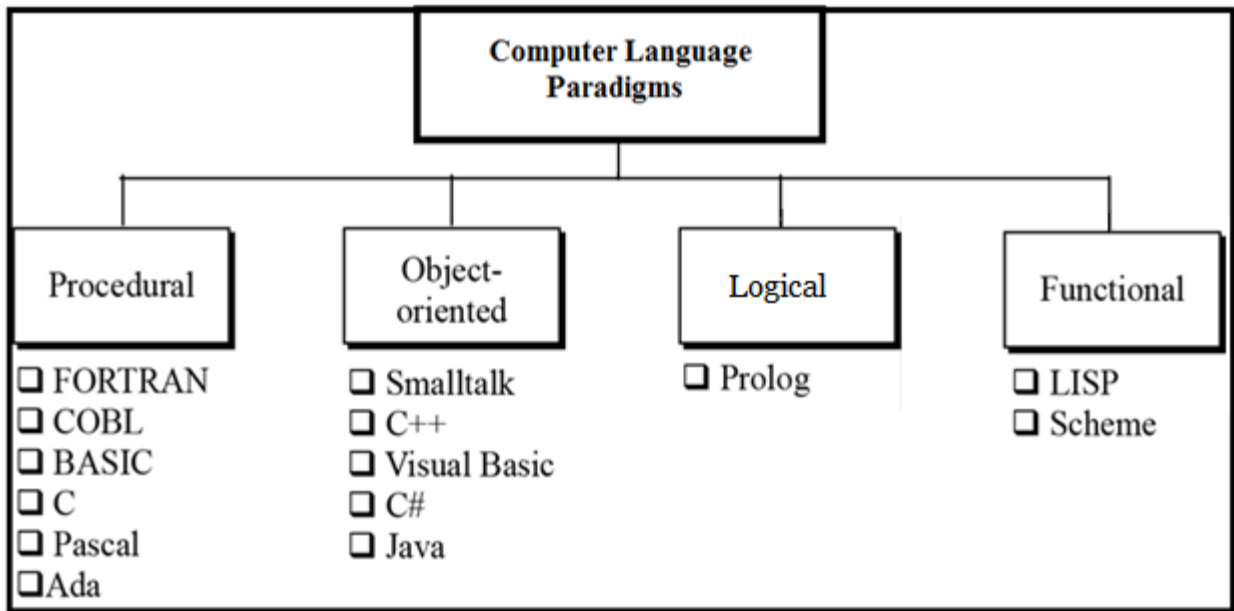 Computer Language
Paradigms
Procedural
❑ FORTRAN
❑ COBL
❑ BASIC
❑ C
❑ Pascal
❑Ada
Object-
oriented
❑ Smalltalk
❑ C++
❑ Visual Basic
❑ C#
❑ Java
Logical
❑ Prolog
Functional
❑ LISP
❑ Scheme